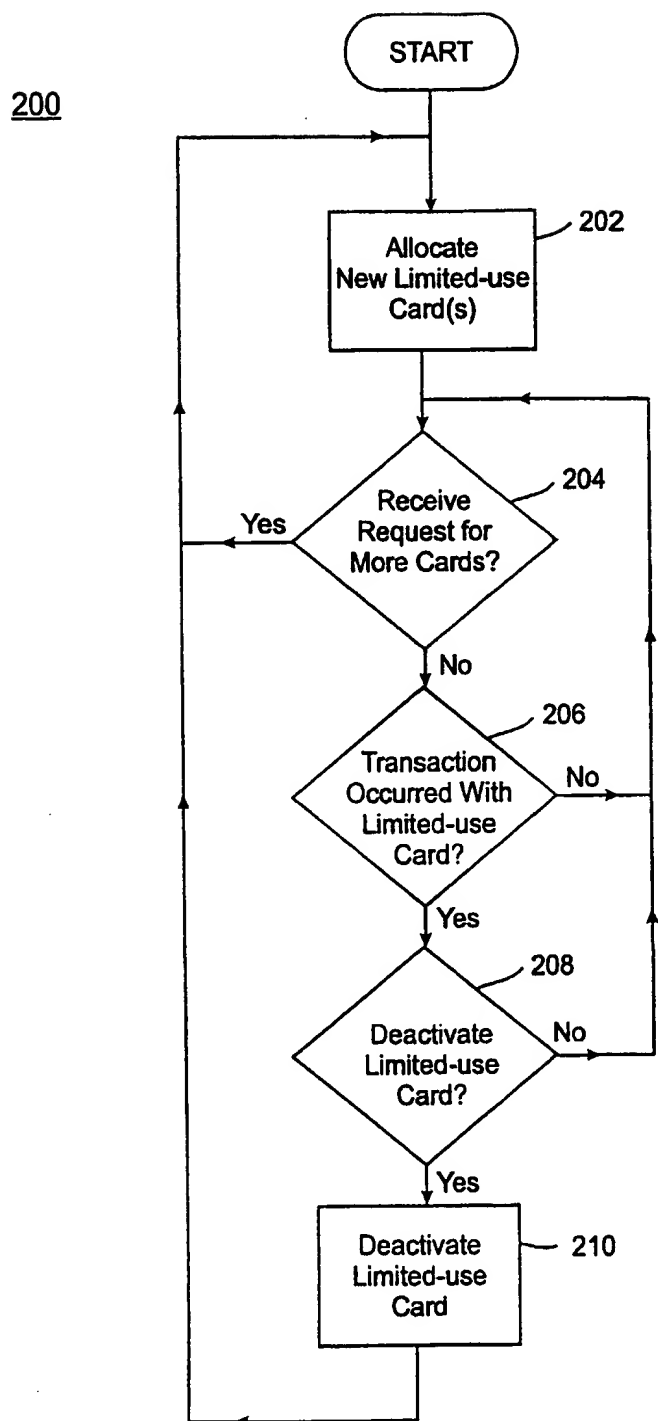 START
200
202
Allocate
New Limited-use
Card(s)
204
Receive
Request for
More Cards?
Yes
No
206
Transaction
Occurred With
Limited-use
Card?
No
Yes
208
Deactivate
Limited-use
Card?
No
Yes
Deactivate
Limited-use
Card
210